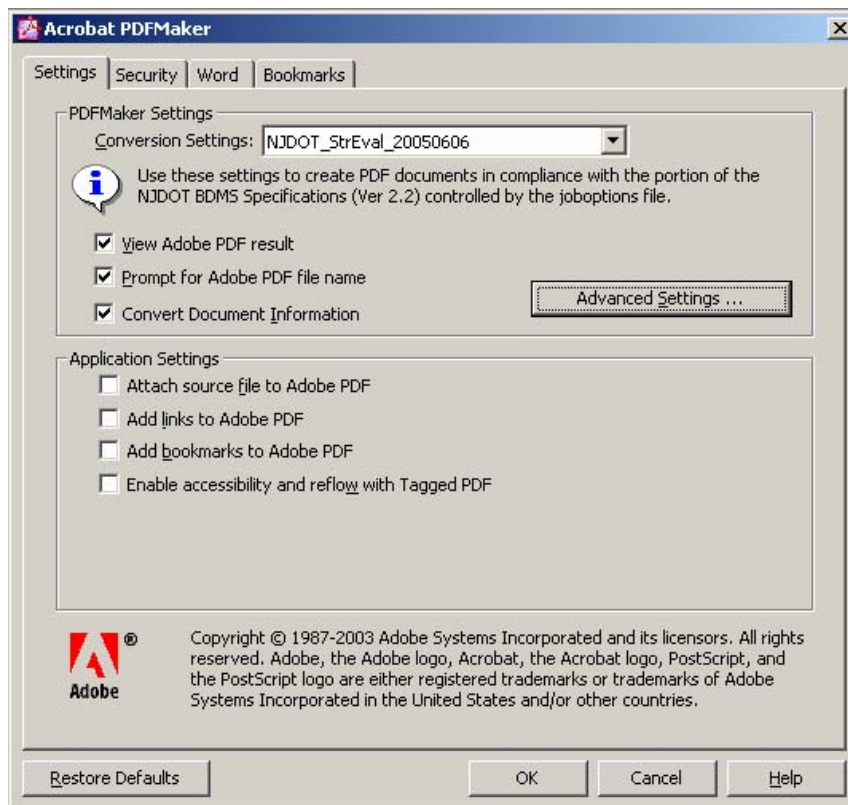 Acrobat PDFMaker
Settings Security Word Bookmarks
PDFMaker Settings
Conversion Settings: NJDOT_StrEval_20050606
Use these settings to create PDF documents in compliance with the portion of the
NJDOT BDMS Specifications (Ver 2.2) controlled by the joboptions file.
View Adobe PDF result
Prompt for Adobe PDF file name
Advanced Settings ...
Convert Document Information
Application Settings
Attach source file to Adobe PDF
Add links to Adobe PDF
Add bookmarks to Adobe PDF
Enable accessibility and reflow with Tagged PDF
Adobe ®
Copyright © 1987-2003 Adobe Systems Incorporated and its licensors. All rights
reserved. Adobe, the Adobe logo, Acrobat, the Acrobat logo, PostScript, and
the PostScript logo are either registered trademarks or trademarks of Adobe
Systems Incorporated in the United States and/or other countries.
Restore Defaults OK Cancel Help